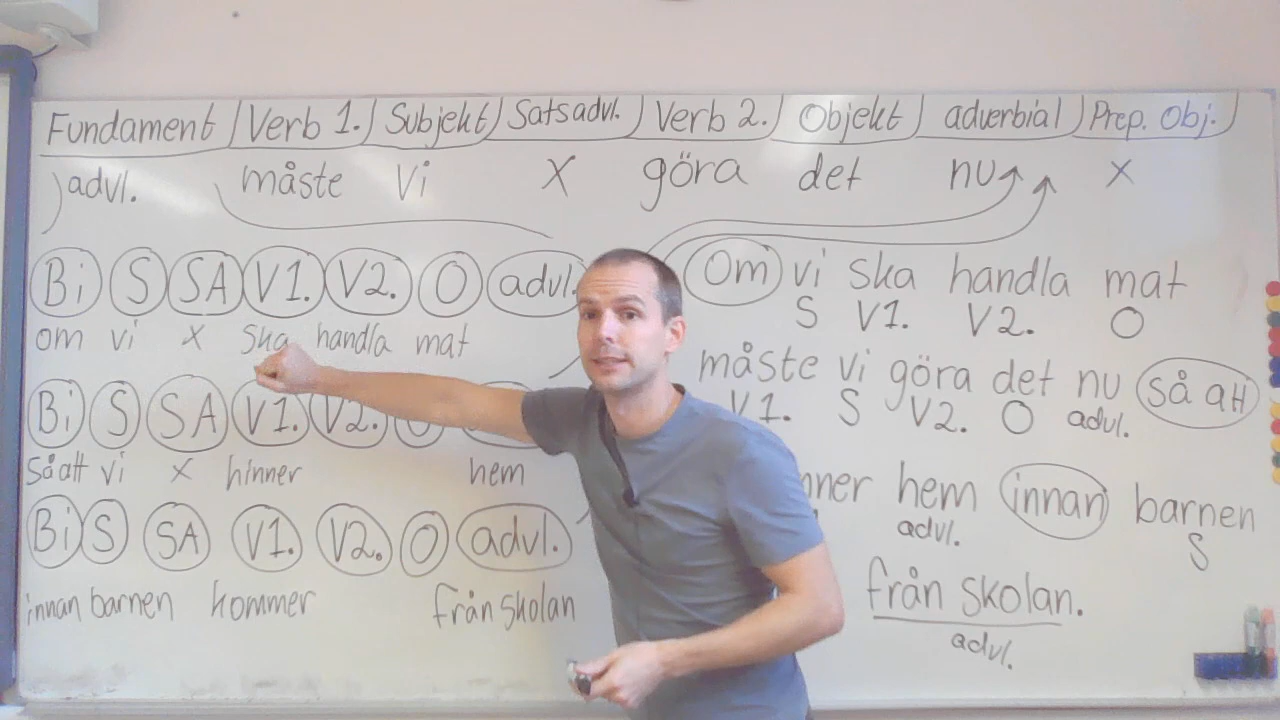 Fundament Verb 1. Subjekt Satsadvl. Verb 2. Objekt adverbial Prep. Obj.
advl. måste vi X göra det nu X
Bi S SA V1. V2. O advl.
om vi X ska handla mat
Bi S SA V1. V2. O
så att vi X hinner hem
Bi S SA V1. V2. O advl.
innan barnen kommer från skolan
Om vi ska handla mat
S V1. V2. O
måste vi göra det nu så att
V1. S V2. O advl.
hem innan barnen
advl. S
från skolan.
advl.